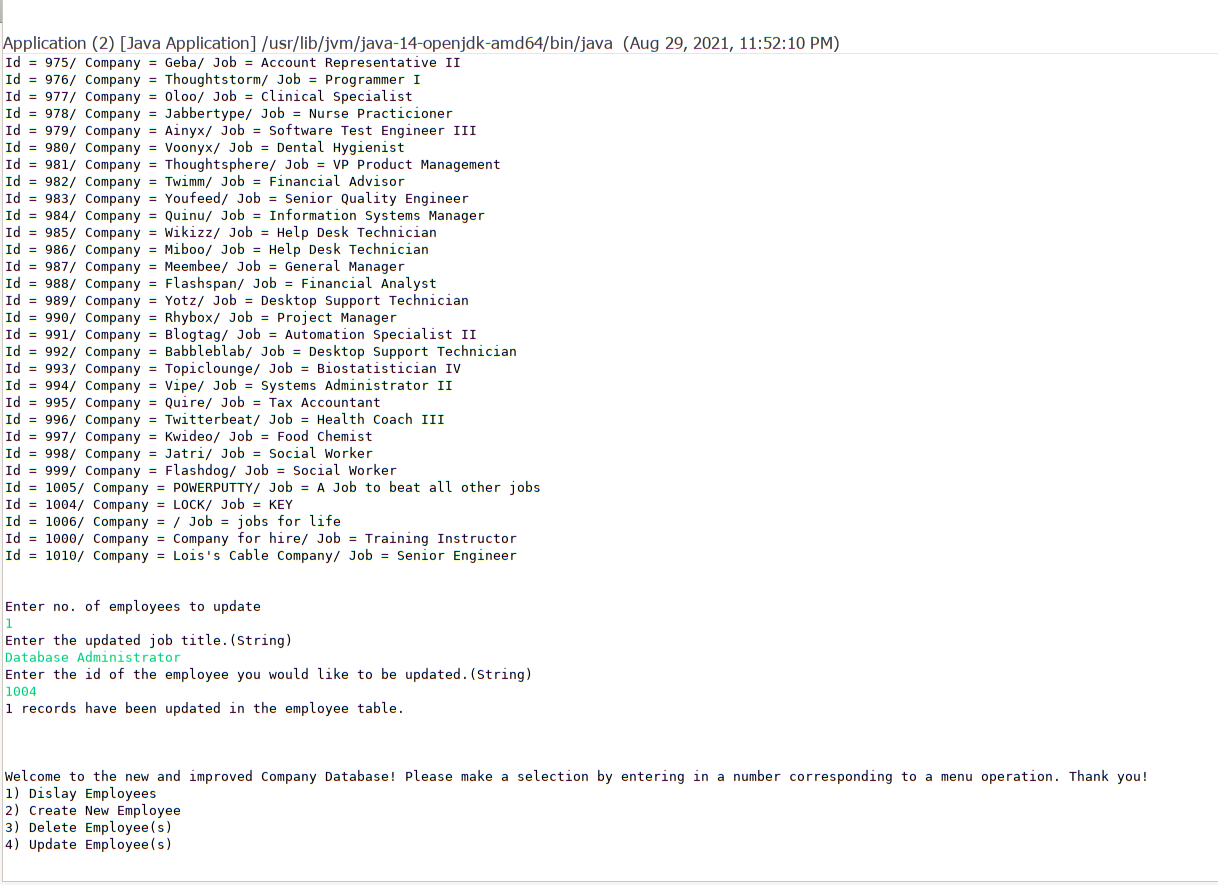 Application (2) [Java Application] /usr/lib/jvm/java-14-openjdk-amd64/bin/java (Aug 29, 2021, 11:52:10 PM)
Id = 975/ Company = Geba/ Job = Account Representative II
Id = 976/ Company = Thoughtstorm/ Job = Programmer I
Id = 977/ Company = Oloo/ Job = Clinical Specialist
Id = 978/ Company = Jabbertype/ Job = Nurse Practicioner
Id = 979/ Company = Ainyx/ Job = Software Test Engineer III
Id = 980/ Company = Voonyx/ Job = Dental Hygienist
Id = 981/ Company = Thoughtsphere/ Job = VP Product Management
Id = 982/ Company = Twimm/ Job = Financial Advisor
Id = 983/ Company = Youfeed/ Job = Senior Quality Engineer
Id = 984/ Company = Quinu/ Job = Information Systems Manager
Id = 985/ Company = Wikizz/ Job = Help Desk Technician
Id = 986/ Company = Miboo/ Job = Help Desk Technician
Id = 987/ Company = Meembee/ Job = General Manager
Id = 988/ Company = Flashspan/ Job = Financial Analyst
Id = 989/ Company = Yotz/ Job = Desktop Support Technician
Id = 990/ Company = Rhybox/ Job = Project Manager
Id = 991/ Company = Blogtag/ Job = Automation Specialist II
Id = 992/ Company = Babbleblab/ Job = Desktop Support Technician
Id = 993/ Company = Topiclounge/ Job = Biostatistician IV
Id = 994/ Company = Vipe/ Job = Systems Administrator II
Id = 995/ Company = Quire/ Job = Tax Accountant
Id = 996/ Company = Twitterbeat/ Job = Health Coach III
Id = 997/ Company = Kwideo/ Job = Food Chemist
Id = 998/ Company = Jatri/ Job = Social Worker
Id = 999/ Company = Flashdog/ Job = Social Worker
Id = 1005/ Company = POWERPUTTY/ Job = A Job to beat all other jobs
Id = 1004/ Company = LOCK/ Job = KEY
Id = 1006/ Company = / Job = jobs for life
Id = 1000/ Company = Company for hire/ Job = Training Instructor
Id = 1010/ Company = Lois's Cable Company/ Job = Senior Engineer
Enter no. of employees to update
1
Enter the updated job title.(String)
Database Administrator
Enter the id of the employee you would like to be updated.(String)
1004
1 records have been updated in the employee table.
Welcome to the new and improved Company Database! Please make a selection by entering in a number corresponding to a menu operation. Thank you!
1) Dislay Employees
2) Create New Employee
3) Delete Employee(s)
4) Update Employee(s)